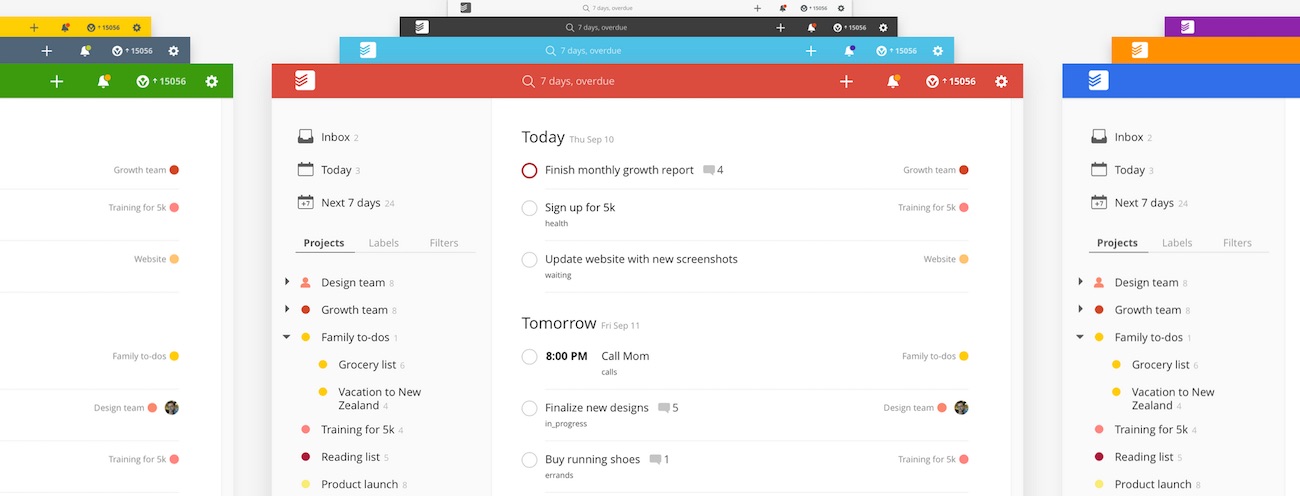 7 days, overdue
15056
15056
7 days, overdue
15056
15056
7 days, overdue
15056
15056
7 days, overdue
15056
Growth team
Training for 5k
Website
Family to-dos
Design team
Training for 5k
Inbox 2
Today 3
Next 7 days 24
+7
Projects Labels Filters
Design team 8
Growth team 8
Family to-dos 1
Grocery list 6
Vacation to New
Zealand 4
Training for 5k 4
Reading list 5
Product launch 8
Today Thu Sep 10
Finish monthly growth report 4 Growth team
Sign up for 5k Training for 5k
health
Update website with new screenshots Website
waiting
Tomorrow Fri Sep 11
8:00 PM Call Mom Family to-dos
calls
Finalize new designs 5 Design team
in_progress
Buy running shoes 1 Training for 5k
errands
Inbox 2
Today 3
Next 7 days 24
+7
Projects Labels Filters
Design team 8
Growth team 8
Family to-dos 1
Grocery list 6
Vacation to New
Zealand 4
Training for 5k 4
Reading list 5
Product launch 8